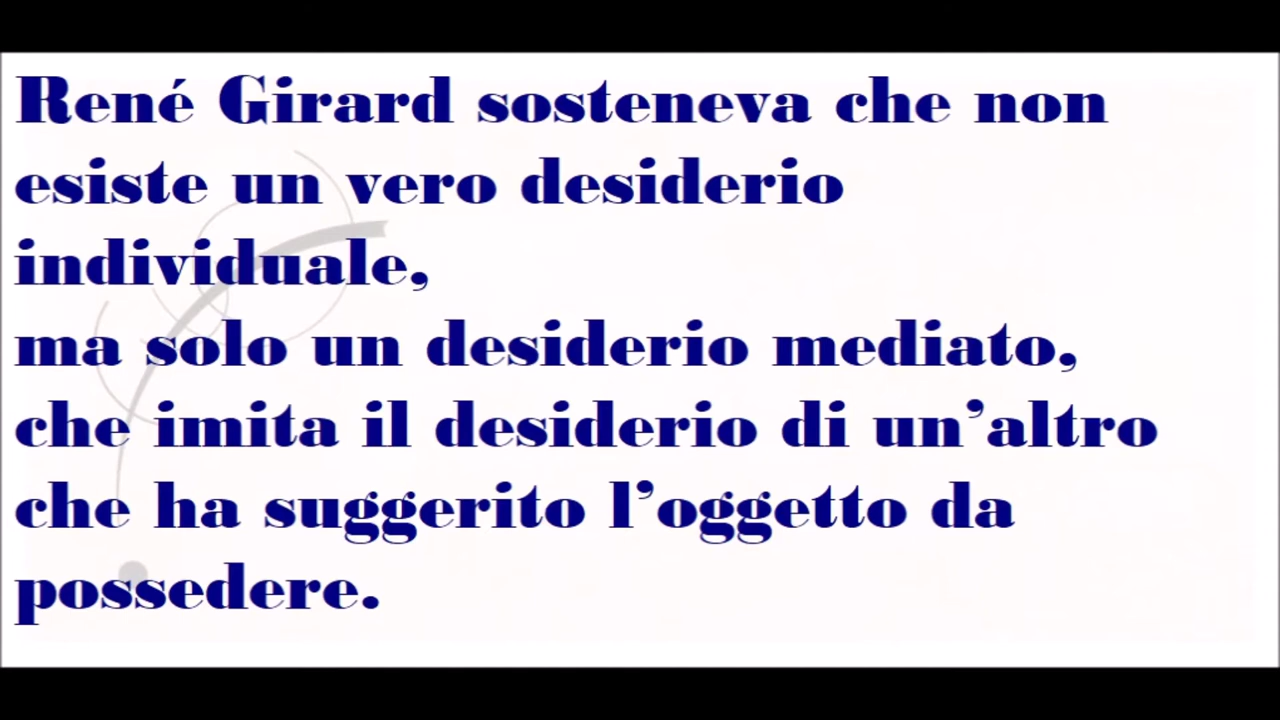 René Girard sosteneva che non
esiste un vero desiderio
individuale,
ma solo un desiderio mediato,
che imita il desiderio di un’altro
che ha suggerito l’oggetto da
possedere.